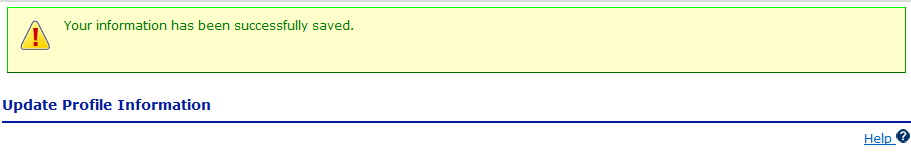 Your information has been successfully saved.
Update Profile Information
Help